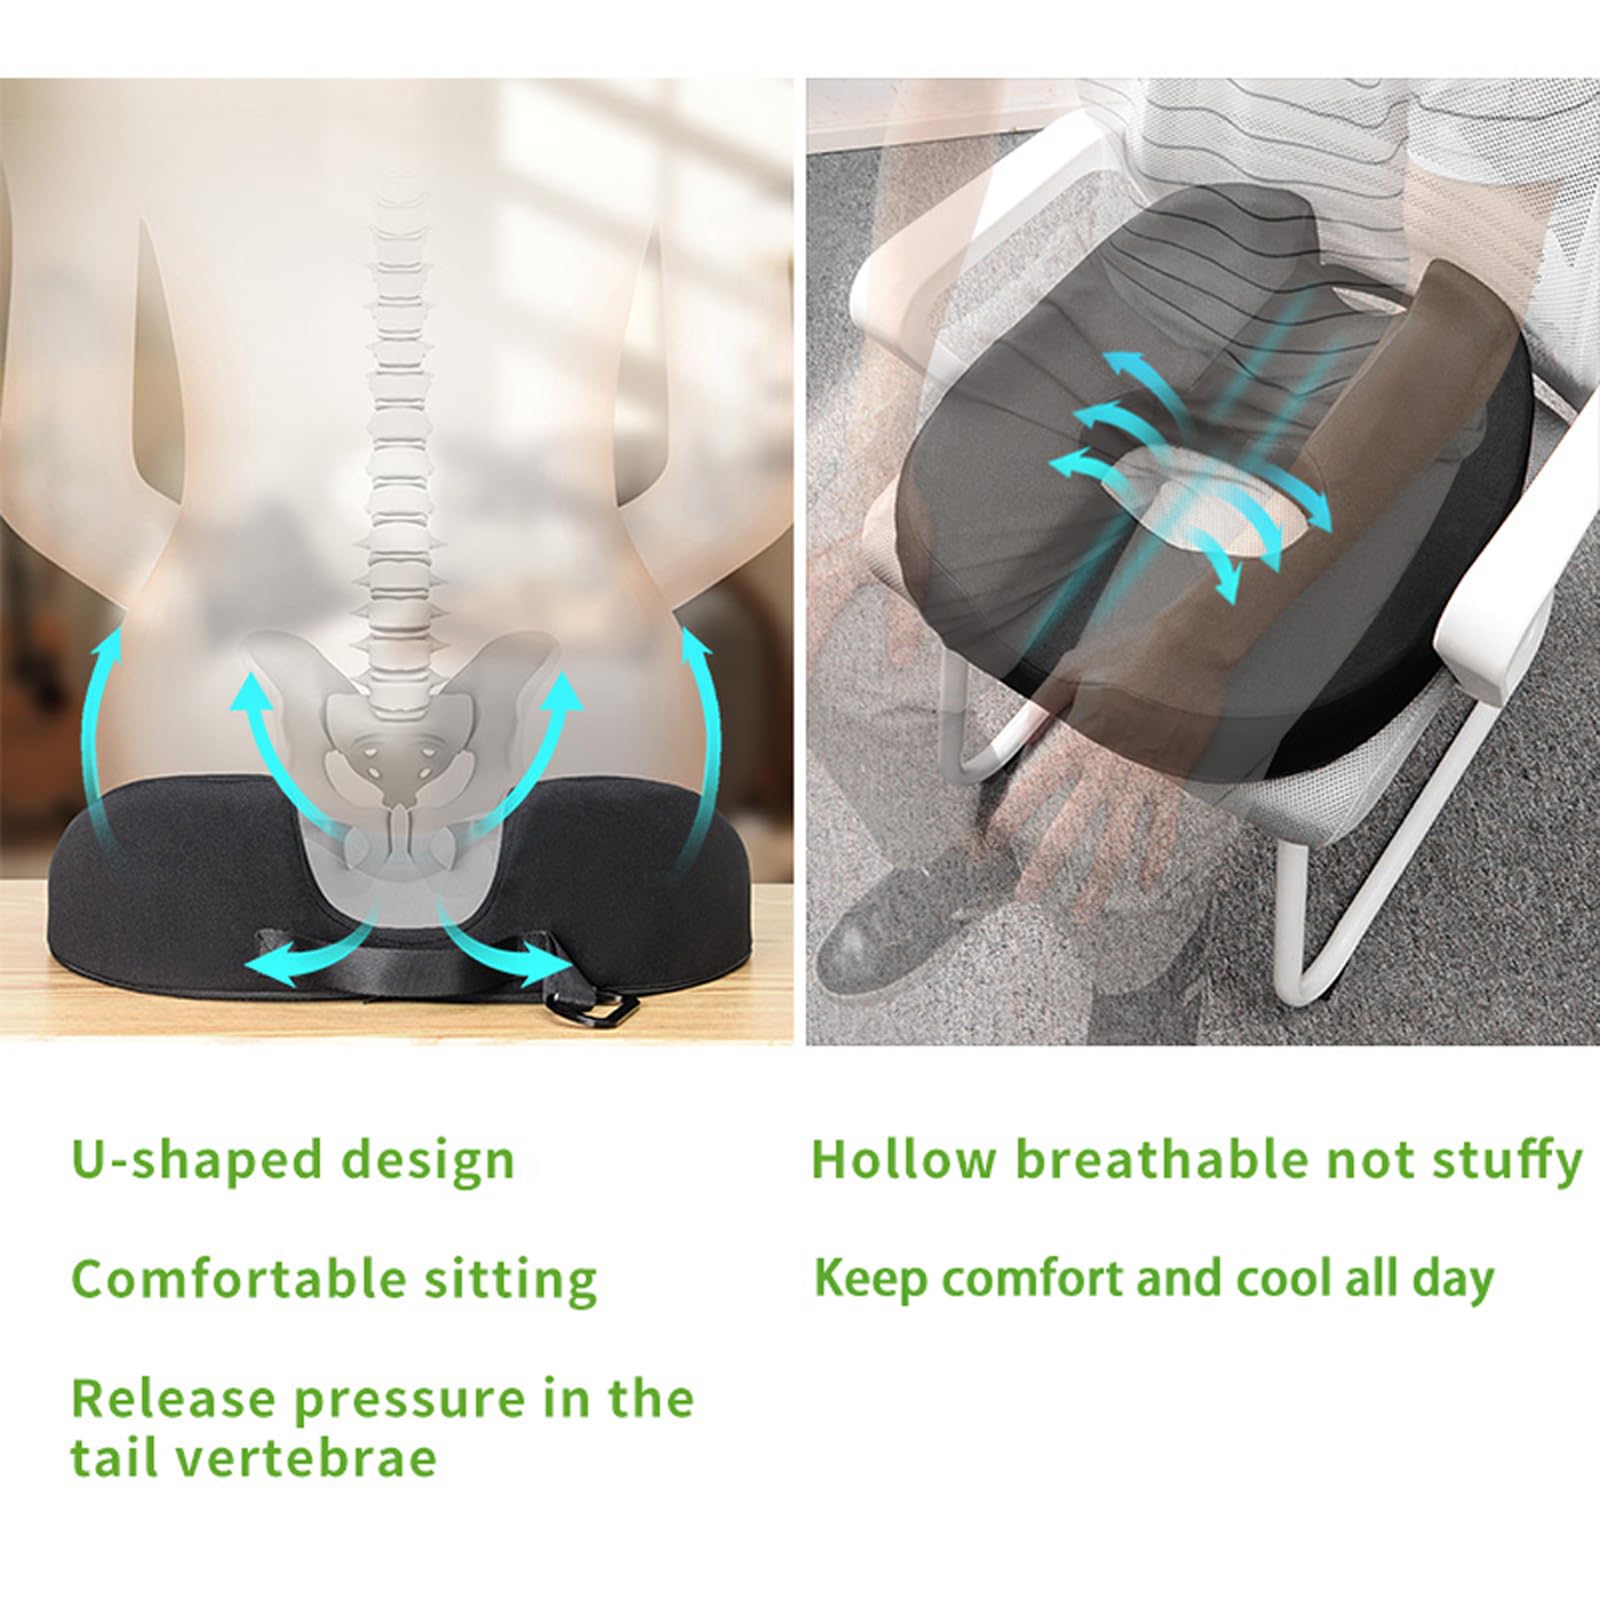 U-shaped design
Comfortable sitting
Release pressure in the
tail vertebrae
Hollow breathable not stuffy
Keep comfort and cool all day